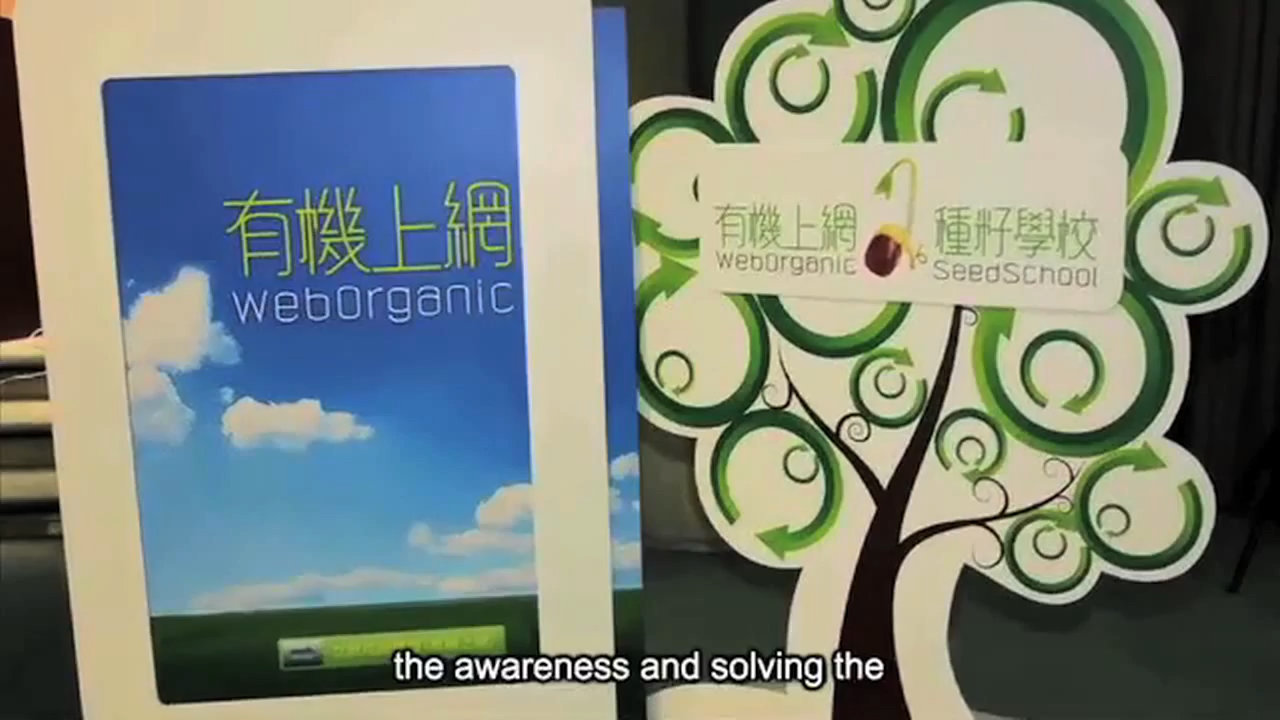 有機上網
webOrganic
有機上網
webOrganic
種籽學校
SeedSchool
the awareness and solving the